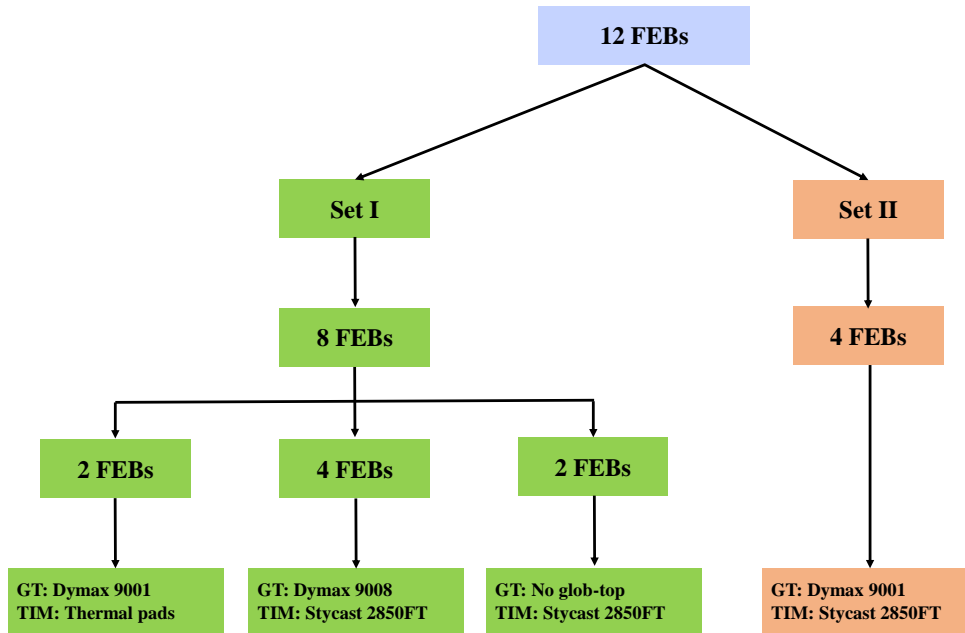 12 FEBs
Set I
Set II
8 FEBs
4 FEBs
2 FEBs
4 FEBs
2 FEBs
GT: Dymax 9001
TIM: Thermal pads
GT: Dymax 9008
TIM: Stycast 2850FT
GT: No glob-top
TIM: Stycast 2850FT
GT: Dymax 9001
TIM: Stycast 2850FT